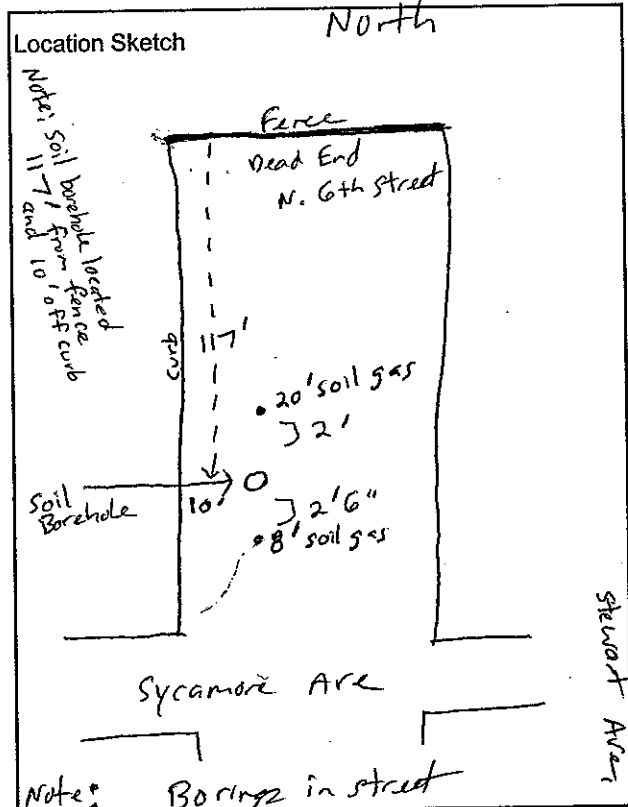 North
Location Sketch
Note: soil borehole located
117' from fence
and 10' off curb
Fence
Dead End
N. 6th street
curb
117'
20' soil gas
2'
soil
Borehole
10'
2'6"
8' soil gas
Sycamore Ave
Stewart Ave,
Note: Borings in street